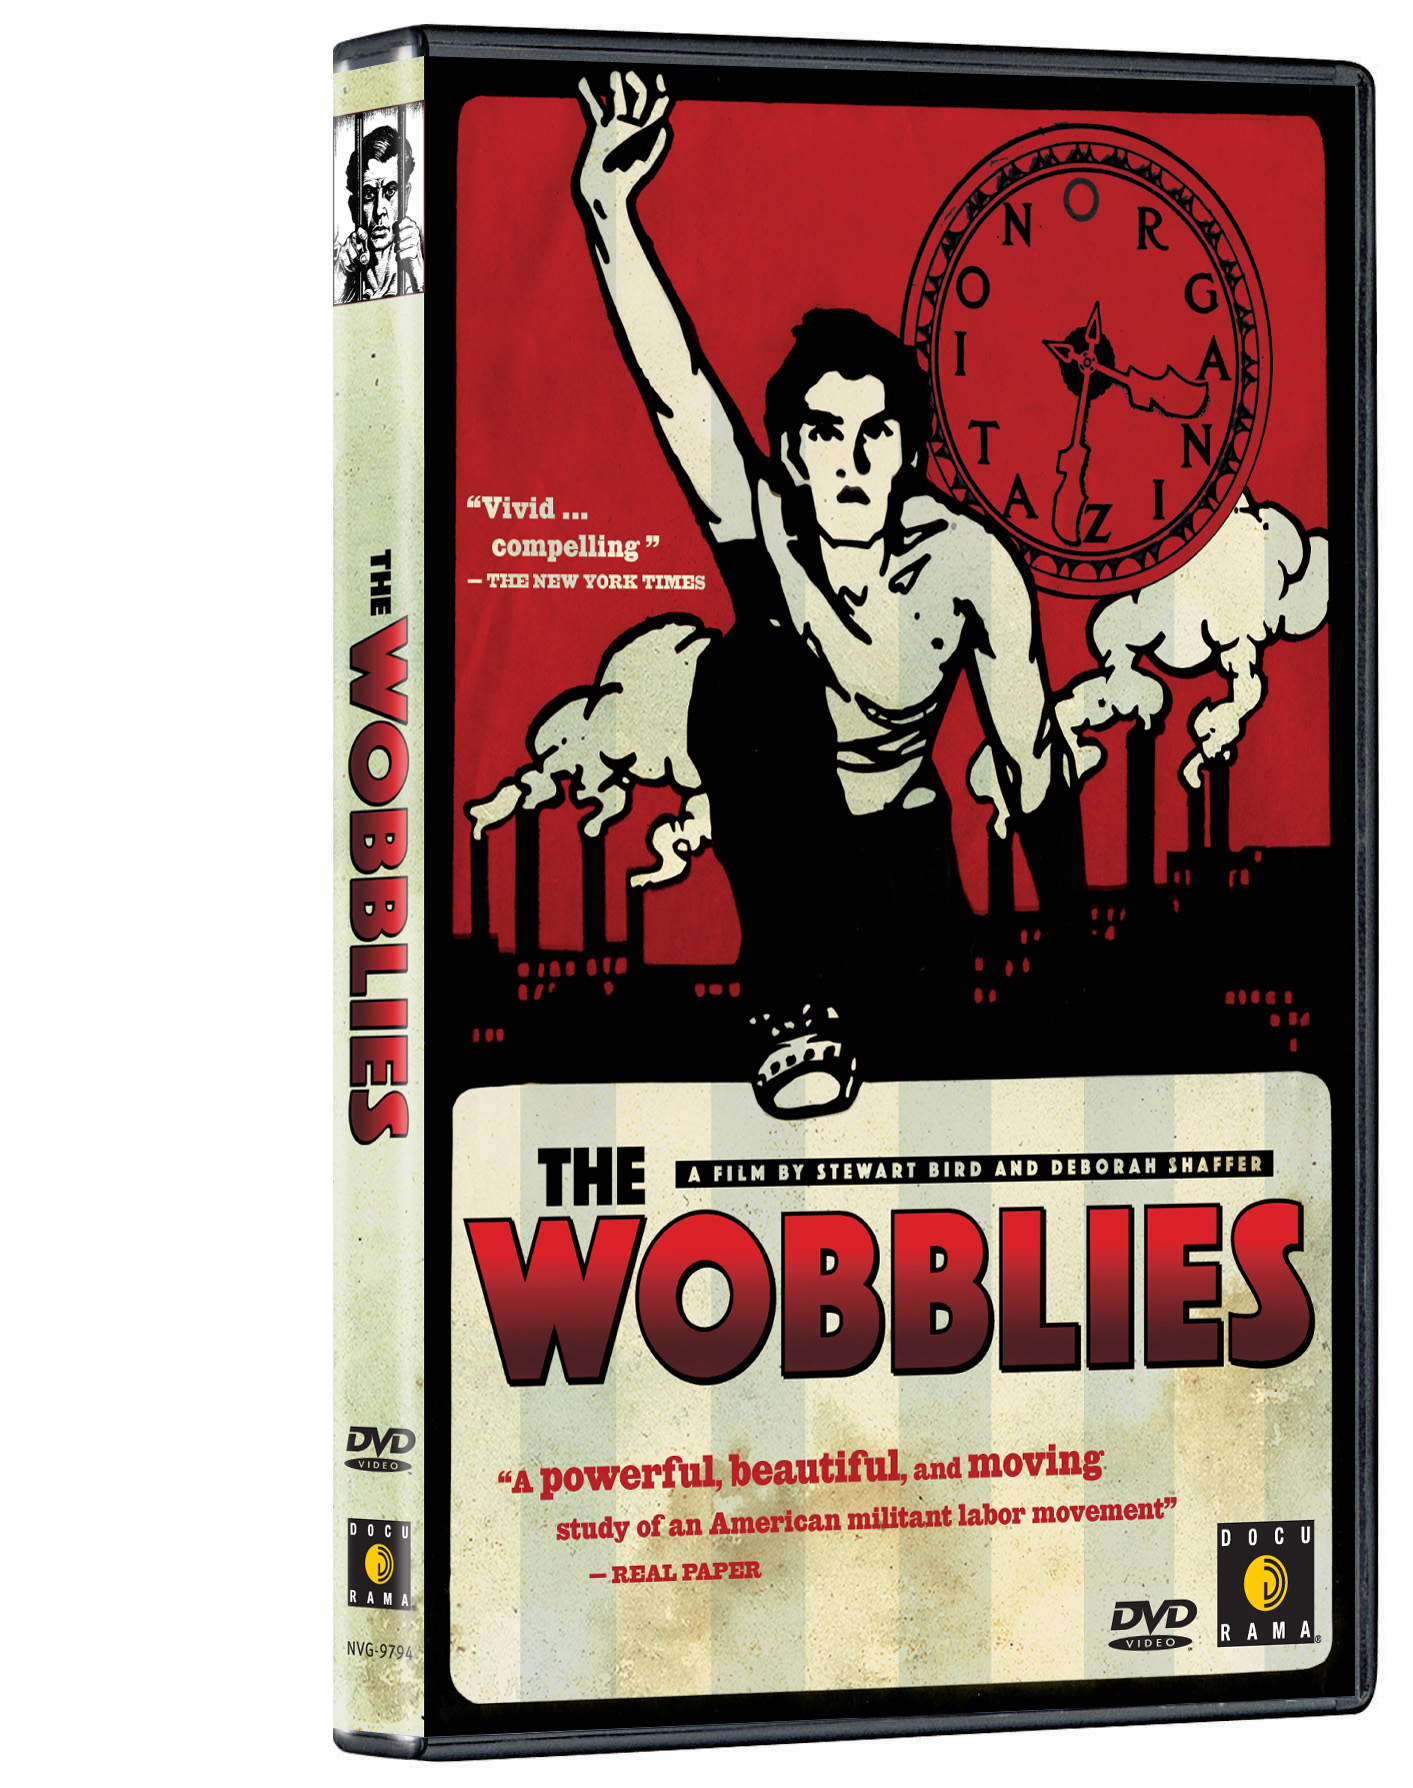 THE WOBBLIES
DVD
VIDEO
DOCU
RAMA
NVG-9794
ORGANIZATION
“Vivid ...
compelling”
– THE NEW YORK TIMES
THE
A FILM BY STEWART BIRD AND DEBORAH SHAFFER
WOBBLIES
“A powerful, beautiful, and moving
study of an American militant labor movement”
– REAL PAPER
DVD
VIDEO
DOCU
RAMA®